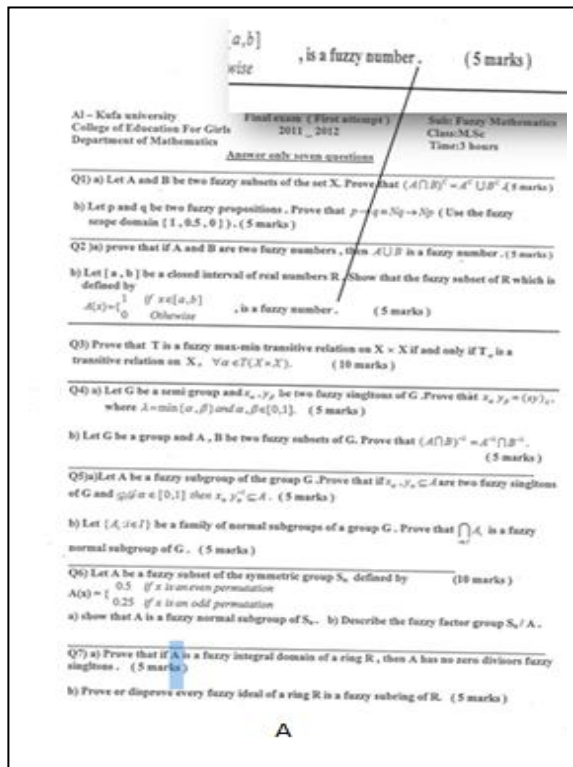 [a,b]
wise , is a fuzzy number . (5 marks)
Al – Kufa university Final exam ( First attempt ) Sub: Fuzzy Mathematics
College of Education For Girls 2011 _ 2012 Class:M.Sc
Department of Mathematics Time:3 hours
Answer only seven questions
Q1) a) Let A and B be two fuzzy subsets of the set X. Prove that (A⋂B)ᶜ = Aᶜ ⋃ Bᶜ .(5 marks)
b) Let p and q be two fuzzy propositions . Prove that p→q=Nq→Np ( Use the fuzzy
scope domain { 1 , 0.5 , 0 } ) . ( 5 marks )
Q2 )a) prove that if A and B are two fuzzy numbers , then A⋃B is a fuzzy number . ( 5 marks )
b) Let [ a , b ] be a closed interval of real numbers R . Show that the fuzzy subset of R which is
defined by
A(x)={ 1 if x∈[a,b]
0 Othewise , is a fuzzy number . ( 5 marks )
Q3) Prove that T is a fuzzy max-min transitive relation on X × X if and only if Tα is a
transitive relation on X, ∀α ∈T(X×X). ( 10 marks )
Q4) a) Let G be a semi group and xα , yβ be two fuzzy singltons of G .Prove that xα yβ = (xy)λ ,
where λ=min{α , β} and α , β∈[0,1]. ( 5 marks )
b) Let G be a group and A , B be two fuzzy subsets of G. Prove that (A⋂B)⁻¹ = A⁻¹⋂B⁻¹.
(5 marks)
Q5)a)Let A be a fuzzy subgroup of the group G .Prove that if xα , yα ⊆ A are two fuzzy singltons
of G and α ∈ [0,1] then xα yα⁻¹ ⊆ A . ( 5 marks )
b) Let {Aᵢ : i∈I} be a family of normal subgroups of a group G . Prove that ⋂Aᵢ is a fuzzy
i∈I
normal subgroup of G . ( 5 marks )
Q6) Let A be a fuzzy subset of the symmetric group Sₙ defined by (10 marks)
A(x) = { 0.5 if x is an even permutation
0.25 if x is an odd permutation
a) show that A is a fuzzy normal subgroup of Sₙ . b) Describe the fuzzy factor group Sₙ / A .
Q7) a) Prove that if A is a fuzzy integral domain of a ring R , then A has no zero divisors fuzzy
singltons . ( 5 marks )
b) Prove or disprove every fuzzy ideal of a ring R is a fuzzy subring of R. ( 5 marks )
A